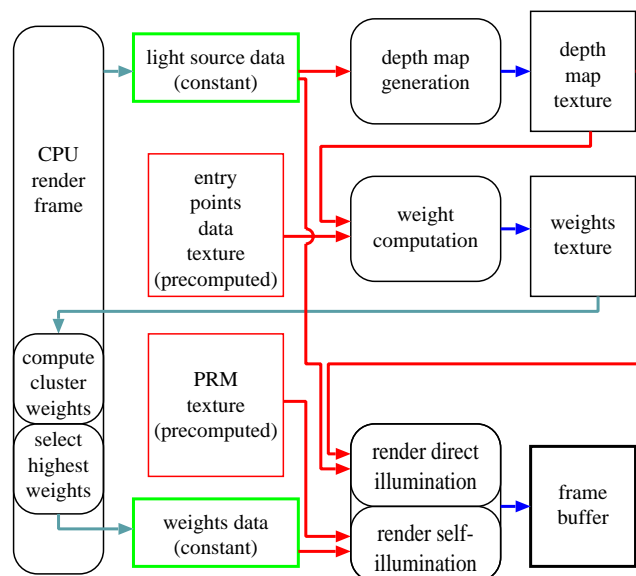 light source data
(constant)
depth map
generation
depth
map
texture
CPU
render
frame
entry
points
data
texture
(precomputed)
weight
computation
weights
texture
compute
cluster
weights
PRM
texture
(precomputed)
select
highest
weights
render direct
illumination
frame
buffer
weights data
(constant)
render self-
illumination